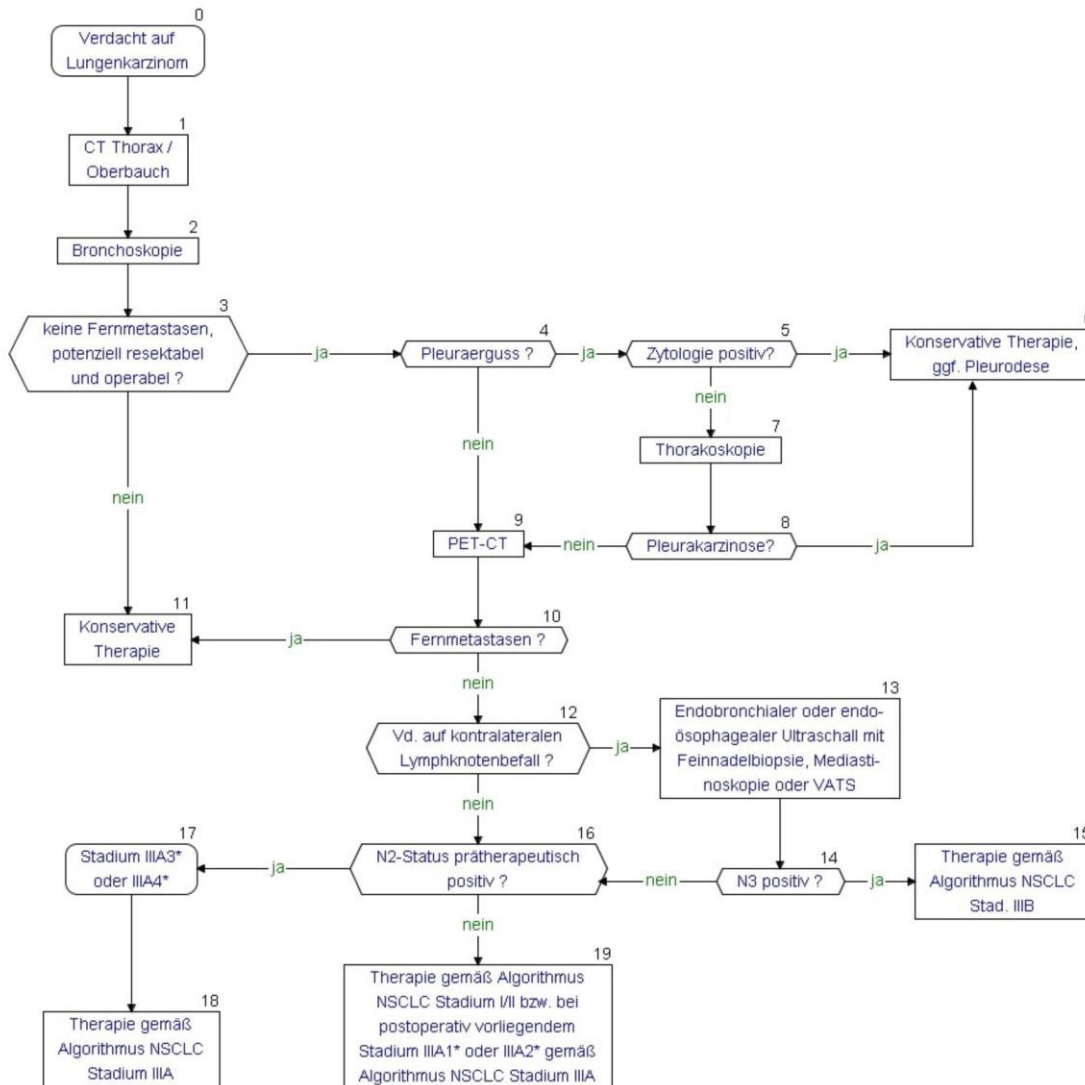 0
Verdacht auf
Lungenkarzinom
1
CT Thorax /
Oberbauch
2
Bronchoskopie
3
keine Fernmetastasen,
potenziell resektabel
und operabel ?
ja
4
Pleuraerguss ?
ja
5
Zytologie positiv?
ja
Konservative Therapie,
ggf. Pleurodese
nein
7
Thorakoskopie
nein
nein
9
PET-CT
nein
8
Pleurakarzinose?
ja
11
Konservative
Therapie
ja
10
Fernmetastasen ?
nein
12
Vd. auf kontralateralen
Lymphknotenbefall ?
ja
13
Endobronchialer oder endo-
ösophagealer Ultraschall mit
Feinnadelbiopsie, Mediasti-
noskopie oder VATS
nein
17
Stadium IIIA3*
oder IIIA4*
ja
16
N2-Status prätherapeutisch
positiv ?
nein
14
N3 positiv ?
ja
15
Therapie gemäß
Algorithmus NSCLC
Stad. IIIB
nein
18
Therapie gemäß
Algorithmus NSCLC
Stadium IIIA
19
Therapie gemäß Algorithmus
NSCLC Stadium I/II bzw. bei
postoperativ vorliegendem
Stadium IIIA1* oder IIIA2* gemäß
Algorithmus NSCLC Stadium IIIA